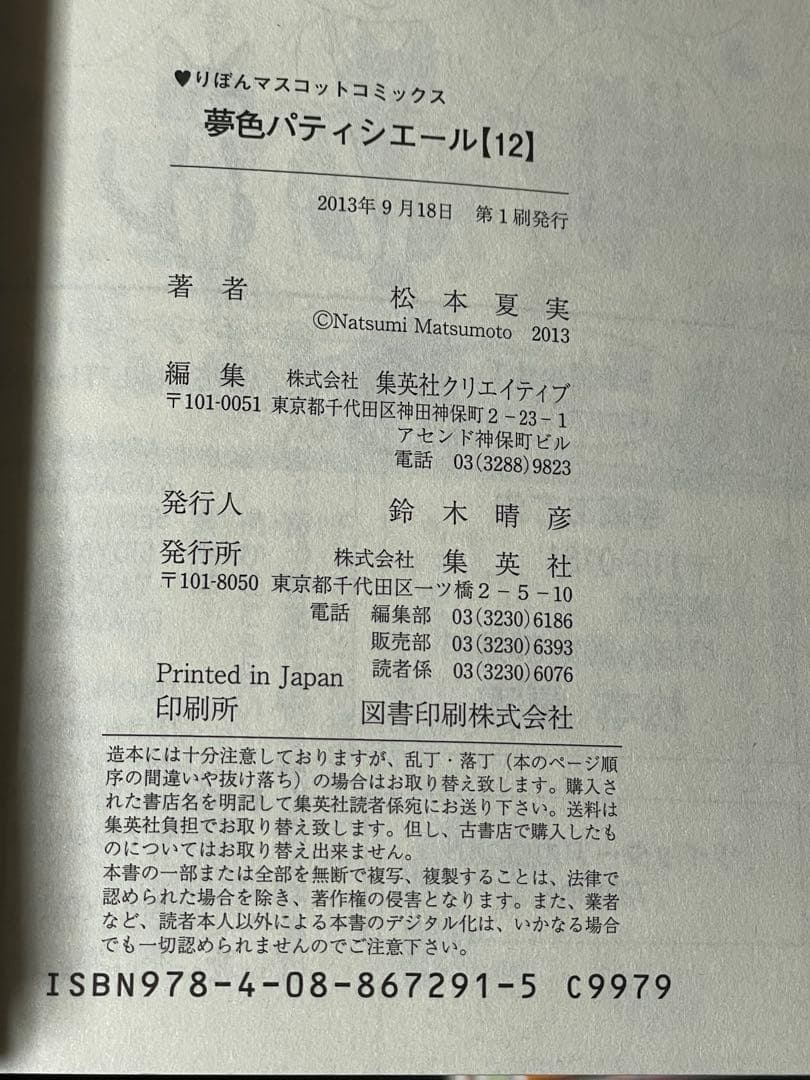 ♥りぼんマスコットコミックス
夢色パティシエール【12】
2013年9月18日 第1刷発行
著者 松本夏実
©Natsumi Matsumoto 2013
編集 株式会社 集英社クリエイティブ
〒101-0051 東京都千代田区神田神保町2-23-1
アセンド神保町ビル
電話 03(3288)9823
発行人 鈴木晴彦
発行所 株式会社 集英社
〒101-8050 東京都千代田区一ツ橋2-5-10
電話 編集部 03(3230)6186
販売部 03(3230)6393
読者係 03(3230)6076
Printed in Japan
印刷所 図書印刷株式会社
造本には十分注意しておりますが、乱丁・落丁（本のページ順
序の間違いや抜け落ち）の場合はお取り替え致します。購入さ
れた書店名を明記して集英社読者係宛にお送り下さい。送料は
集英社負担でお取り替え致します。但し、古書店で購入したも
のについてはお取り替え出来ません。
本書の一部または全部を無断で複写、複製することは、法律で
認められた場合を除き、著作権の侵害となります。また、業者
など、読者本人以外による本書のデジタル化は、いかなる場合
でも一切認められませんのでご注意下さい。
ISBN978-4-08-867291-5 C9979